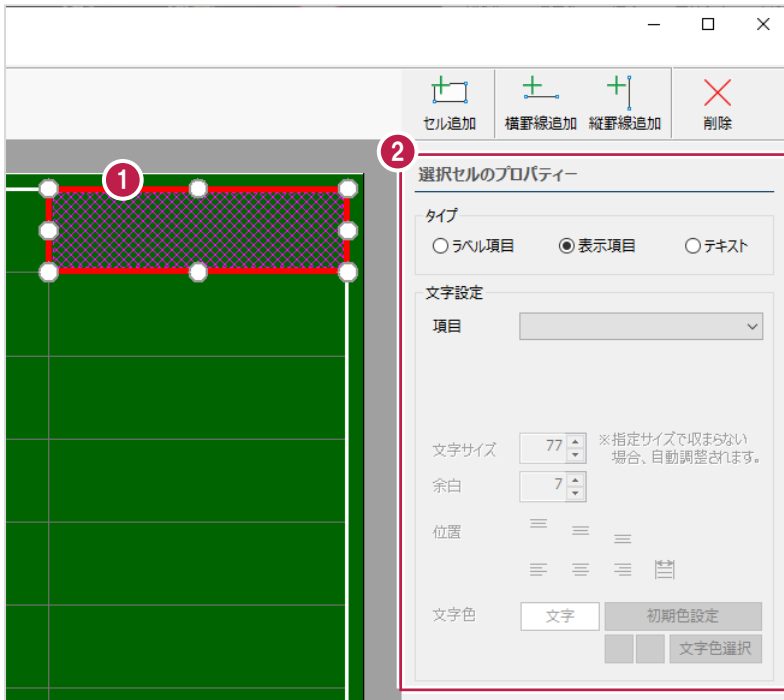 セル追加 横罫線追加 縦罫線追加 削除
1
2
選択セルのプロパティー
タイプ
ラベル項目 表示項目 テキスト
文字設定
項目
文字サイズ 77 ※指定サイズで収まらない
場合、自動調整されます。
余白 7
位置
文字色 文字 初期色設定
文字色選択